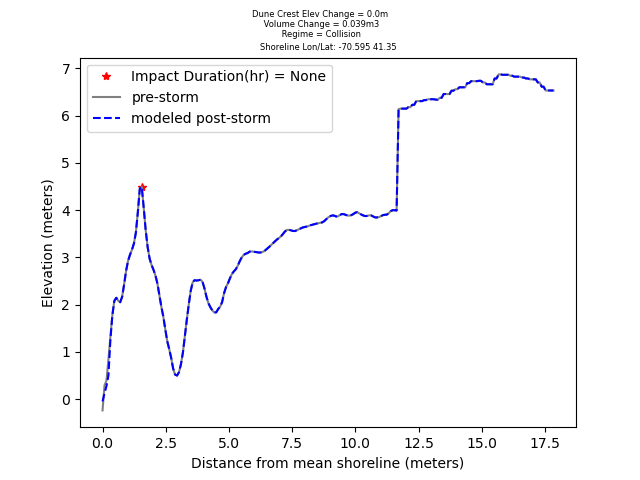 Dune Crest Elev Change = 0.0m
Volume Change = 0.039m3
Regime = Collision
Shoreline Lon/Lat: -70.595 41.35
Impact Duration(hr) = None
pre-storm
modeled post-storm
Elevation (meters)
7
6
5
4
3
2
1
0
0.0 2.5 5.0 7.5 10.0 12.5 15.0 17.5
Distance from mean shoreline (meters)